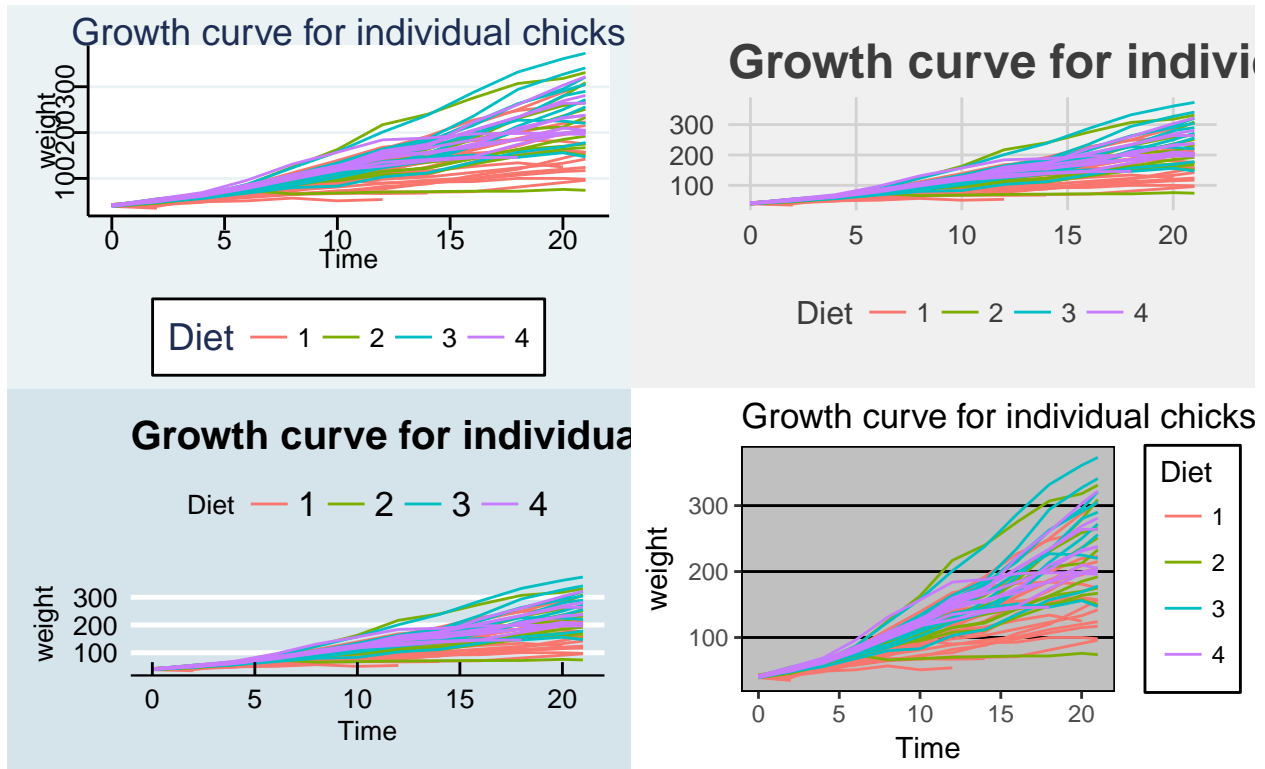 Growth curve for individual chicks
weight
300
200
100
0 5 10 15 20
Time
Diet 1 2 3 4
Growth curve for indivi
300
200
100
0 5 10 15 20
Diet 1 2 3 4
Growth curve for individua
Diet 1 2 3 4
weight
300
200
100
0 5 10 15 20
Time
Growth curve for individual chicks
weight
300
200
100
0 5 10 15 20
Time
Diet
1
2
3
4